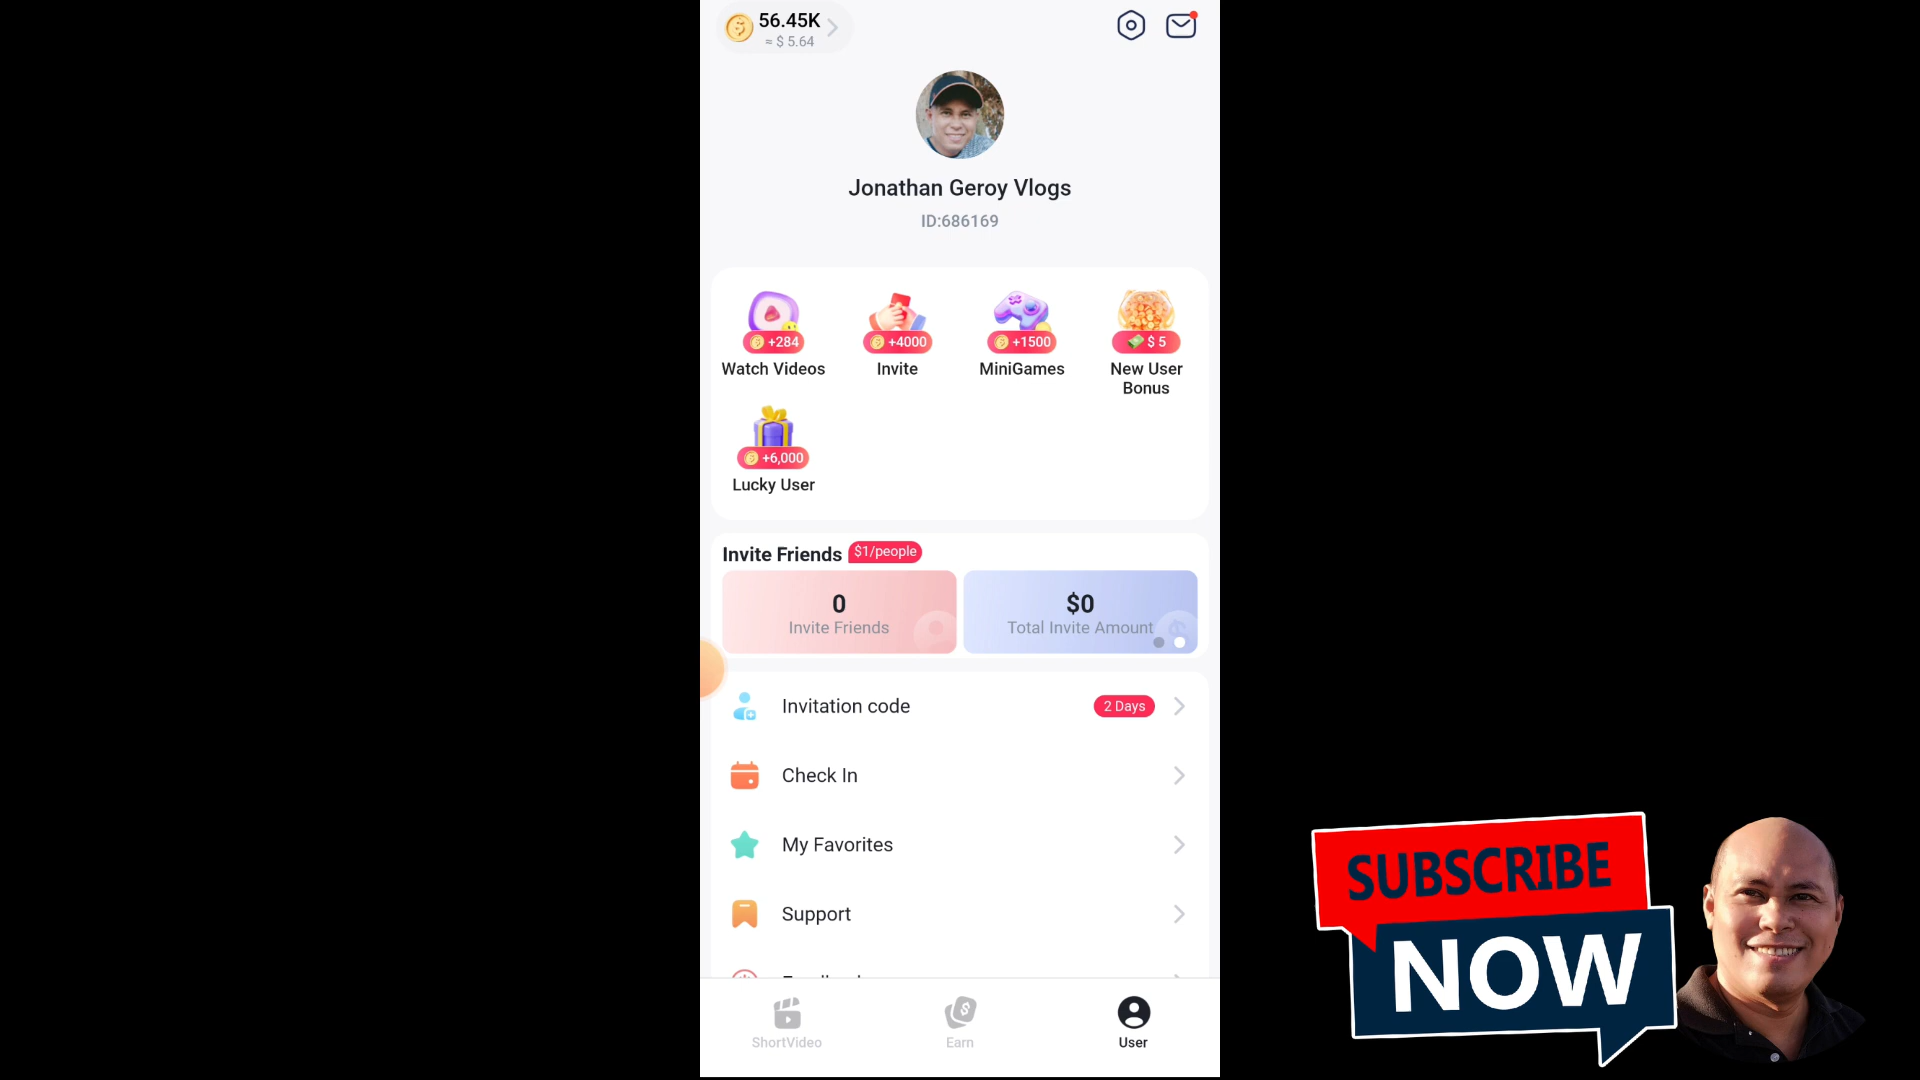 56.45K
≈ $ 5.64
Jonathan Geroy Vlogs
ID:686169
+284
+4000
+1500
$ 5
Watch Videos
Invite
MiniGames
New User
Bonus
+6,000
Lucky User
Invite Friends $1/people
0
$0
Invite Friends
Total Invite Amount
Invitation code
2 Days
Check In
My Favorites
Support
ShortVideo
Earn
User
SUBSCRIBE
NOW